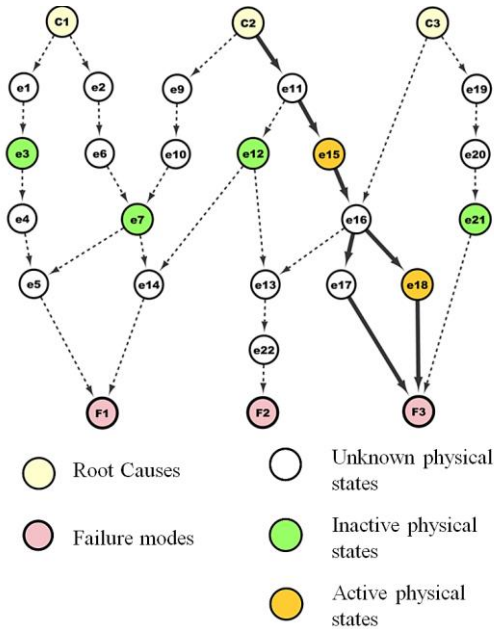 C1 C2 C3
e1 e2 e9 e11 e19
e3 e6 e10 e12 e15 e20
e4 e7 e16 e21
e5 e14 e13 e17 e18
e22
F1 F2 F3
Root Causes
Unknown physical
states
Failure modes
Inactive physical
states
Active physical
states